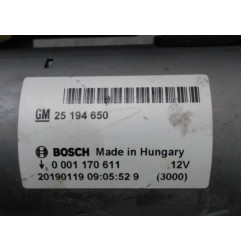 GM 25 194 650
BOSCH Made in Hungary
0 001 170 611 12V
20190119 09:05:52 9 (3000)